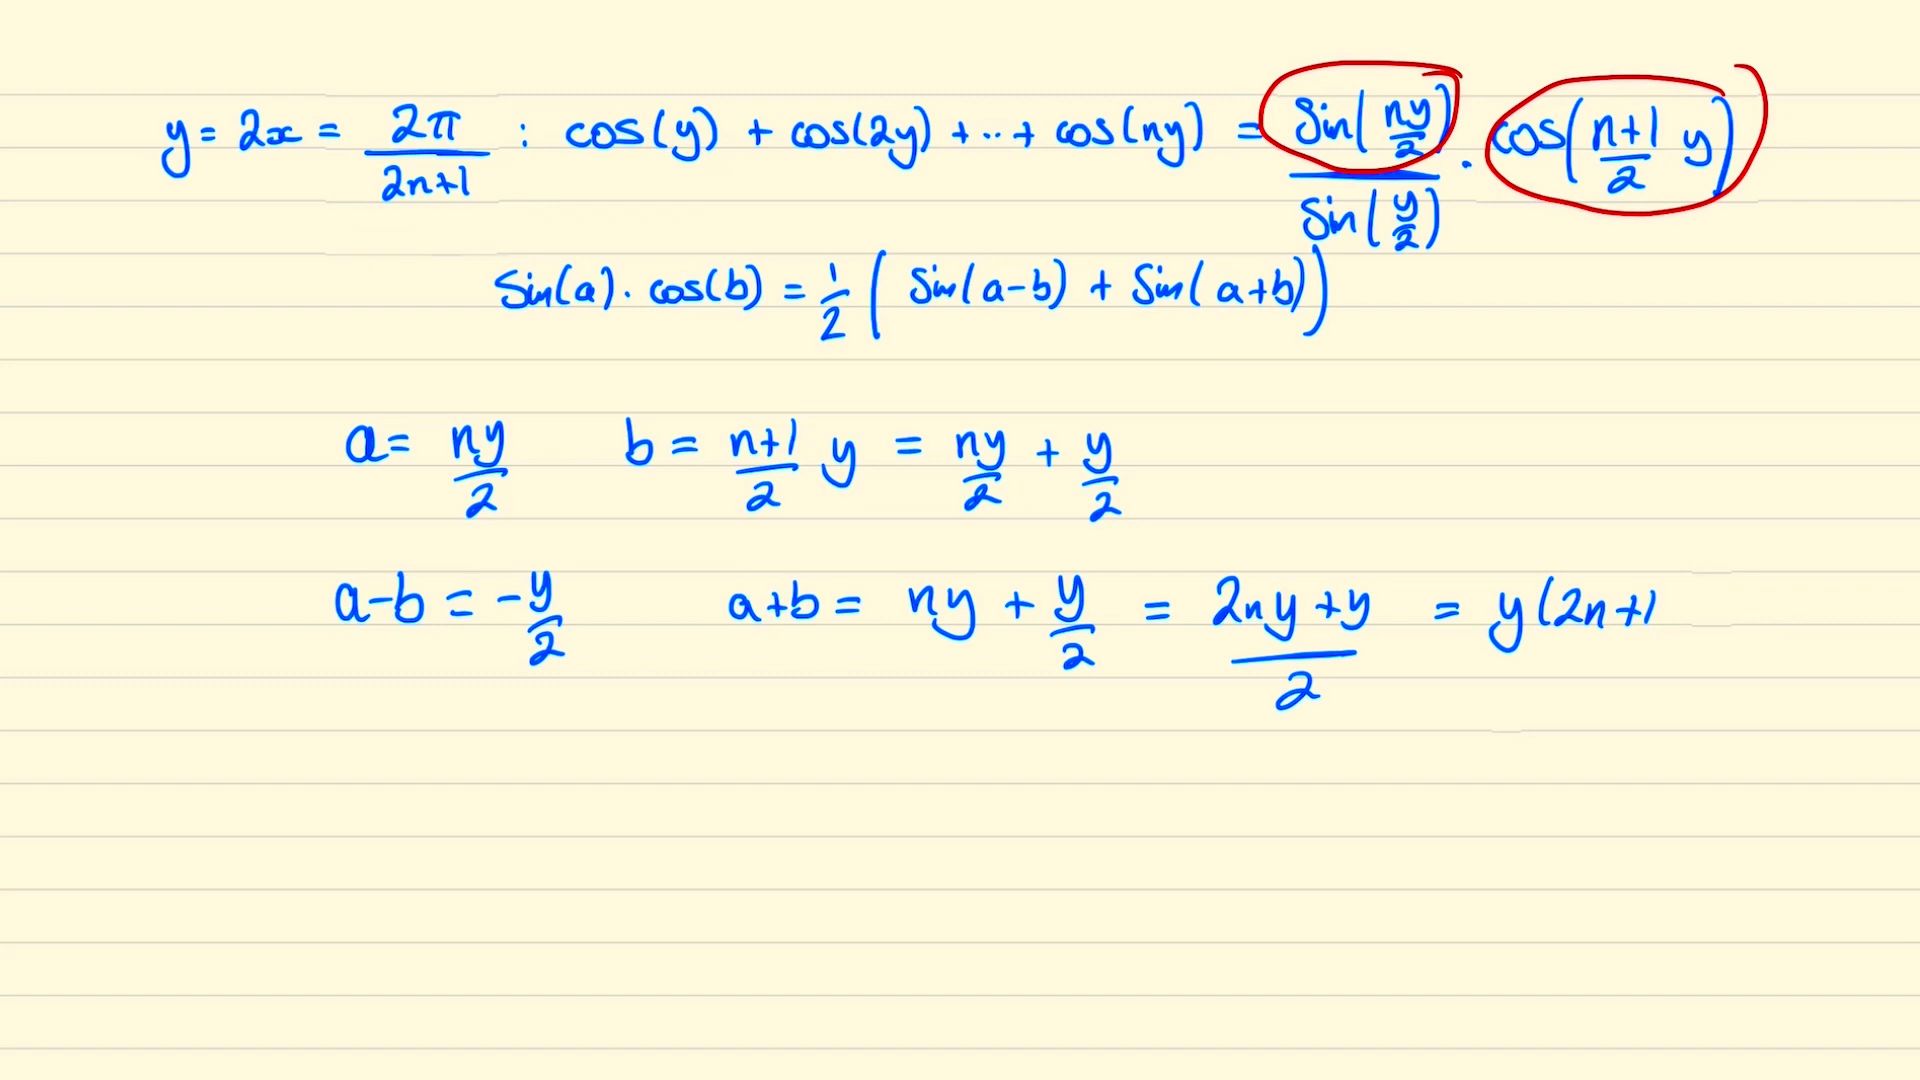 y = 2x = 2π/2n+1 : cos(y) + cos(2y) + .. + cos(ny) = sin(ny/2)/sin(y/2) . cos(n+1/2 y)
Sin(a). cos(b) = 1/2 ( Sin(a-b) + Sin(a+b))
a = ny/2 b = n+1/2 y = ny/2 + y/2
a-b = -y/2 a+b = ny + y/2 = 2ny+y/2 = y(2n+1